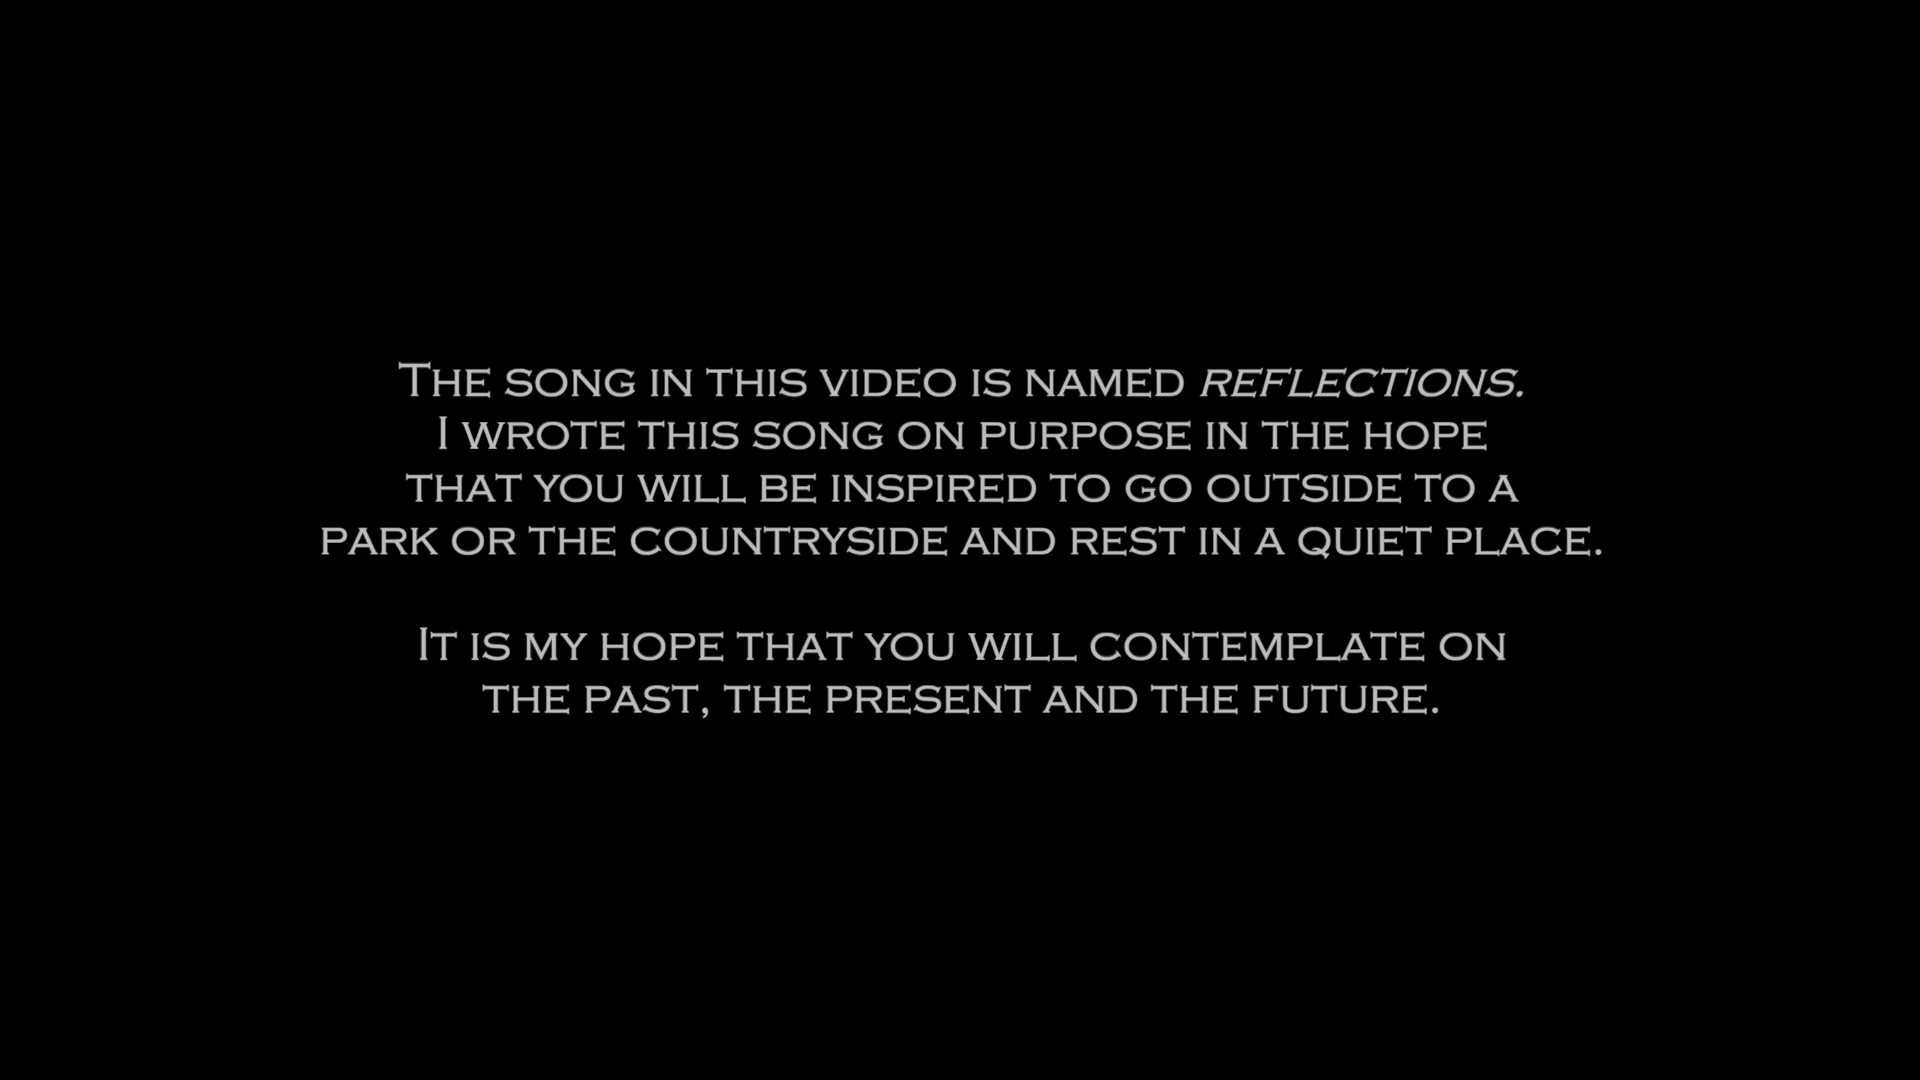 The song in this video is named reflections.
I wrote this song on purpose in the hope
that you will be inspired to go outside to a
park or the countryside and rest in a quiet place.
It is my hope that you will contemplate on
the past, the present and the future.